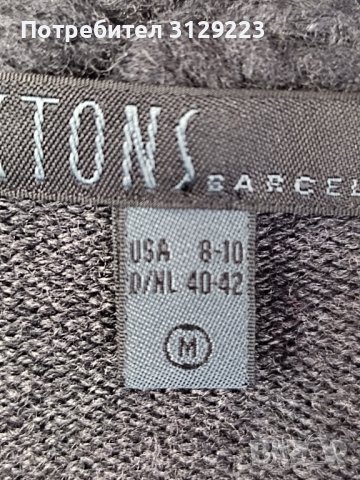 Потребител 3129223
XTONS BARCEL
USA 8-10
D/NL 40-42
M